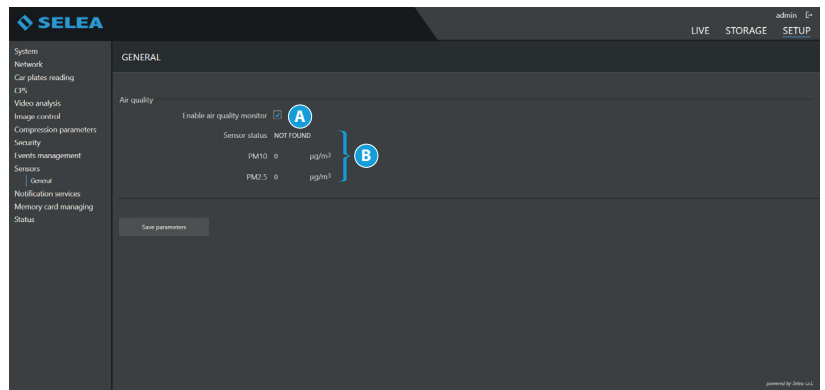 SELEA
admin
LIVE STORAGE SETUP
System
Network
Car plates reading
CPS
Video analysis
Image control
Compression parameters
Security
Events management
Sensors
General
Notification services
Memory card managing
Status
GENERAL
Air quality
Enable air quality monitor A
Sensor status NOT FOUND
PM10 0 µg/m³
PM2.5 0 µg/m³
B
Save parameters
powered by Selea s.r.l.